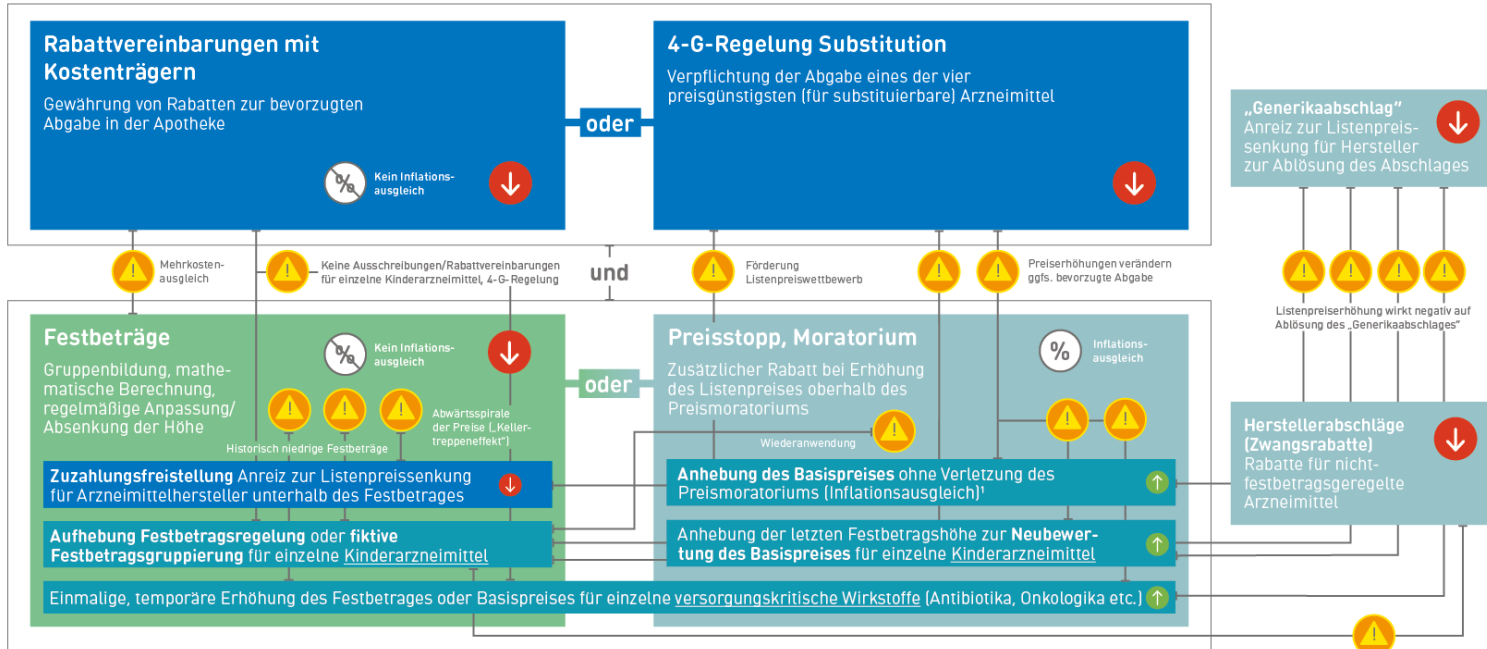 Rabattvereinbarungen mit
Kostenträgern
Gewährung von Rabatten zur bevorzugten
Abgabe in der Apotheke
Kein Inflations-
ausgleich
oder
4-G-Regelung Substitution
Verpflichtung der Abgabe eines der vier
preisgünstigsten (für substituierbare) Arzneimittel
„Generikaabschlag"
Anreiz zur Listenpreis-
senkung für Hersteller
zur Ablösung des Abschlages
Mehrkosten-
ausgleich
Keine Ausschreibungen/Rabattvereinbarungen
für einzelne Kinderarzneimittel, 4-G-Regelung
und
Förderung
Listenpreiswettbewerb
Preiserhöhungen verändern
ggfs. bevorzugte Abgabe
Listenpreiserhöhung wirkt negativ auf
Ablösung des „Generikaabschlages"
Festbeträge
Gruppenbildung, mathe-
matische Berechnung,
regelmäßige Anpassung/
Absenkung der Höhe
Kein Inflations-
ausgleich
Abwärtsspirale
der Preise („Keller-
treppeneffekt")
Historisch niedrige Festbeträge
oder
Preisstopp, Moratorium
Zusätzlicher Rabatt bei Erhöhung
des Listenpreises oberhalb des
Preismoratoriums
%
Inflations-
ausgleich
Wiederanwendung
Herstellerabschläge
(Zwangsrabatte)
Rabatte für nicht-
festbetragsgeregelte
Arzneimittel
Zuzahlungsfreistellung Anreiz zur Listenpreissenkung
für Arzneimittelhersteller unterhalb des Festbetrages
Anhebung des Basispreises ohne Verletzung des
Preismoratoriums (Inflationsausgleich)¹
Aufhebung Festbetragsregelung oder fiktive
Festbetragsgruppierung für einzelne Kinderarzneimittel
Anhebung der letzten Festbetragshöhe zur Neubewer-
tung des Basispreises für einzelne Kinderarzneimittel
Einmalige, temporäre Erhöhung des Festbetrages oder Basispreises für einzelne versorgungskritische Wirkstoffe (Antibiotika, Onkologika etc.)